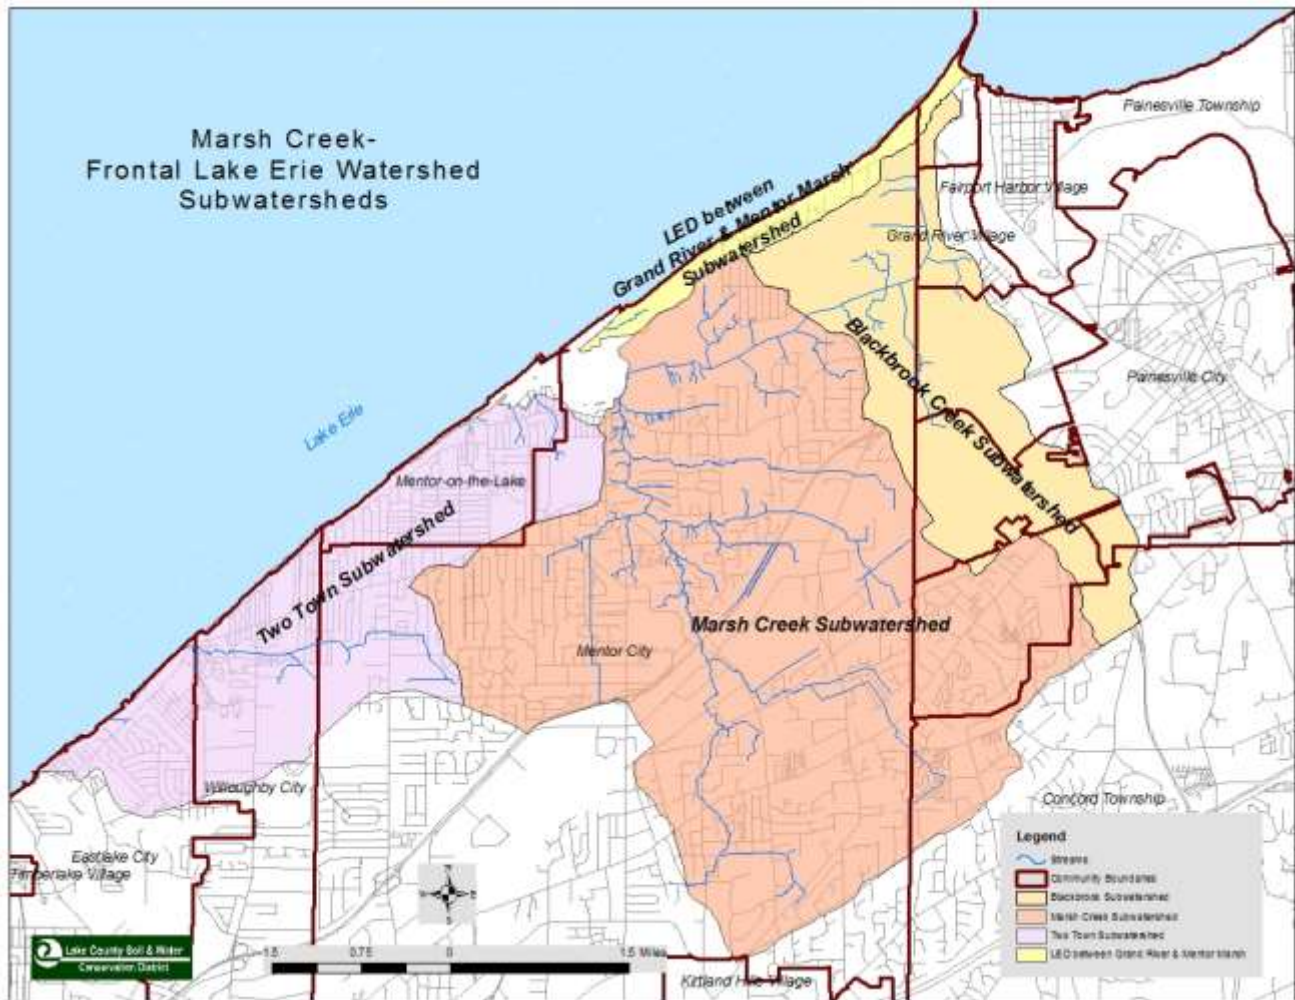 Marsh Creek-
Frontal Lake Erie Watershed
Subwatersheds
Painesville Township
LED between
Grand River & Mentor Marsh
Subwatershed
Fairport Harbor Village
Grand River Village
Blackbrook Creek Subwatershed
Painesville City
Lake Erie
Mentor-on-the-Lake
Two Town Subwatershed
Marsh Creek Subwatershed
Mentor City
Willoughby City
Concord Township
Eastlake City
Timberlake Village
Kirtland Hills Village
Legend
Streams
Community Boundaries
Blackbrook Subwatershed
Marsh Creek Subwatershed
Two Town Subwatershed
LED between Grand River & Mentor Marsh
Lake County Soil & Water
Conservation District
1.5 0.75 0 1.5 Miles
N
W E
S